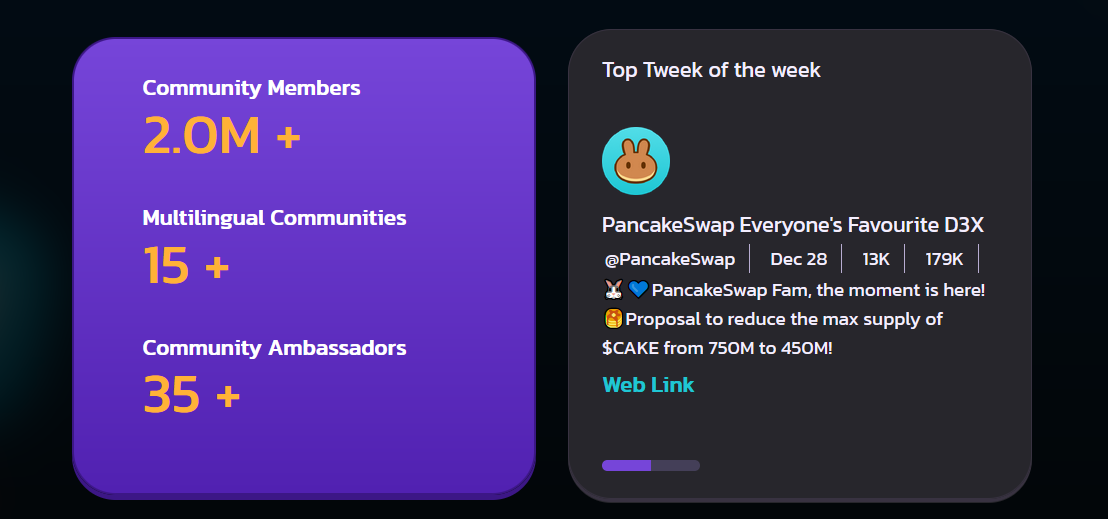 Community Members
2.0M +
Multilingual Communities
15 +
Community Ambassadors
35 +
Top Tweek of the week
PancakeSwap Everyone's Favourite D3X
@PancakeSwap | Dec 28 | 13K | 179K |
🐰💙PancakeSwap Fam, the moment is here!
🥞Proposal to reduce the max supply of
$CAKE from 750M to 450M!
Web Link